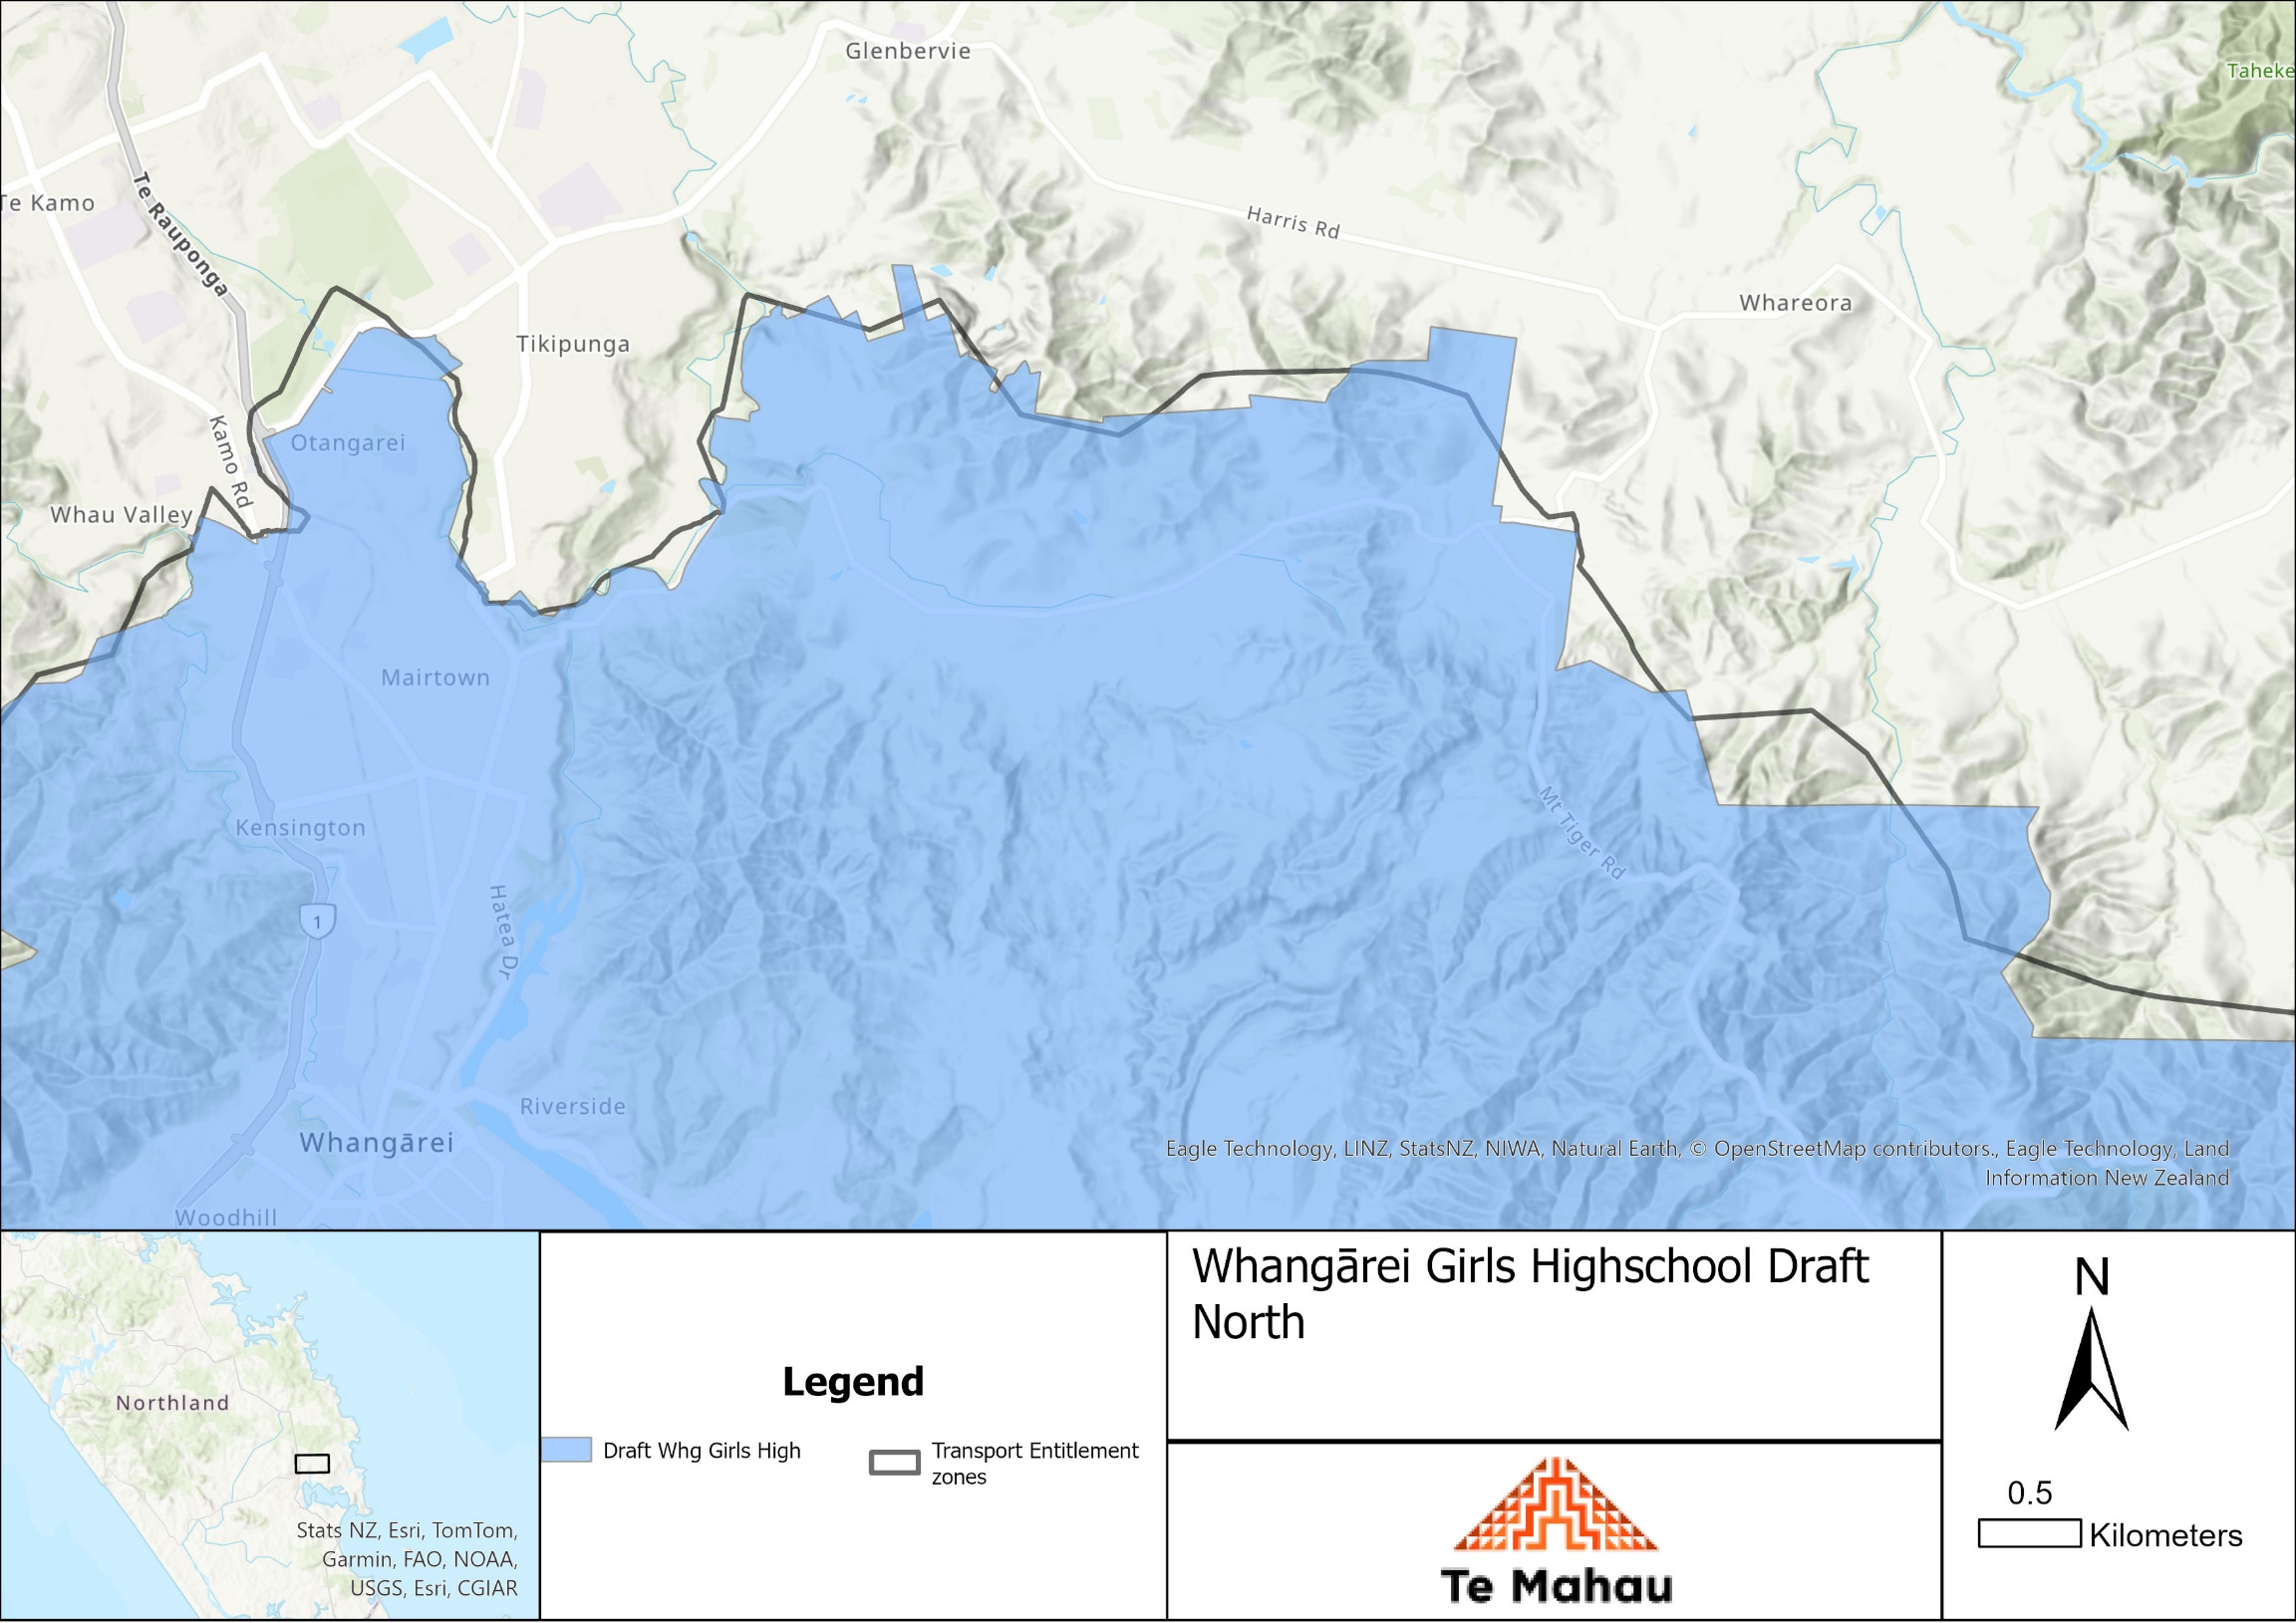 Glenbervie
Taheke
Te Kamo
Te Rauponga
Harris Rd
Whareora
Tikipunga
Kamo Rd
Otangarei
Whau Valley
Mairtown
Mt Tiger Rd
Kensington
Hatea Dr
1
Riverside
Whangārei
Woodhill
Eagle Technology, LINZ, StatsNZ, NIWA, Natural Earth, © OpenStreetMap contributors., Eagle Technology, Land
Information New Zealand
Northland
Stats NZ, Esri, TomTom,
Garmin, FAO, NOAA,
USGS, Esri, CGIAR
Legend
Draft Whg Girls High
Transport Entitlement
zones
Whangārei Girls Highschool Draft
North
Te Mahau
N
0.5
Kilometers